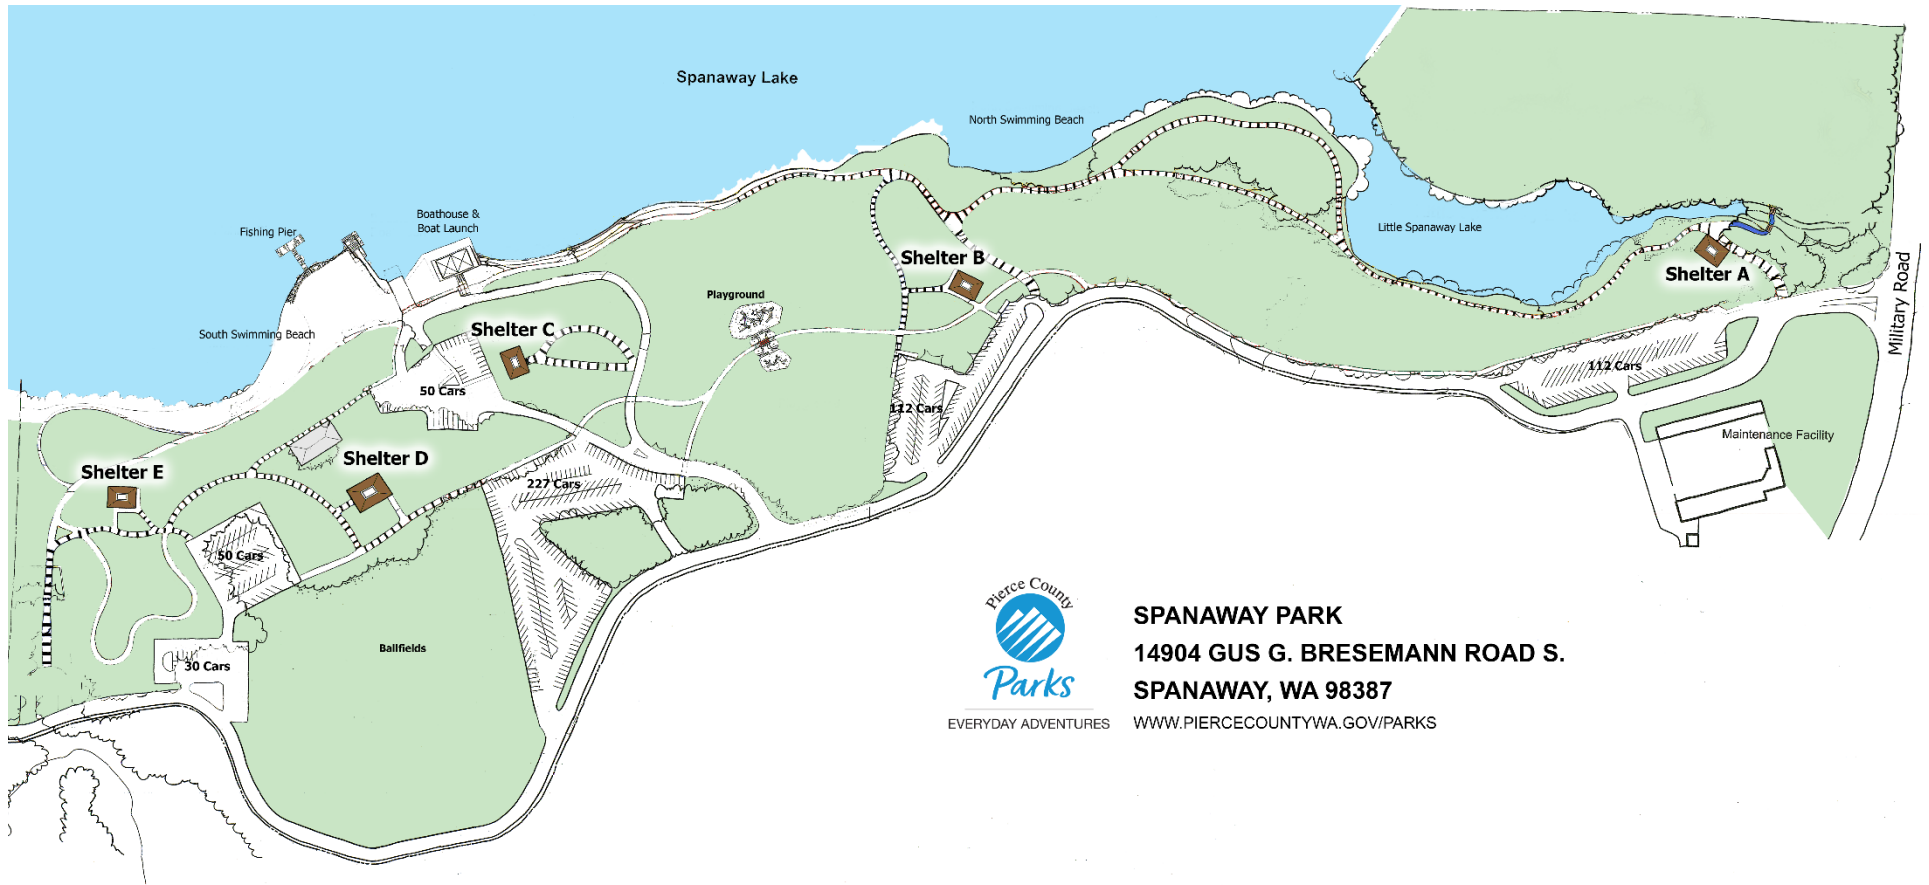 Spanaway Lake
North Swimming Beach
Boathouse &
Boat Launch
Fishing Pier
Little Spanaway Lake
Shelter B
Shelter A
Military Road
Playground
South Swimming Beach
Shelter C
50 Cars
112 Cars
112 Cars
Maintenance Facility
Shelter D
Shelter E
227 Cars
50 Cars
Ballfields
30 Cars
Pierce County
Parks
EVERYDAY ADVENTURES
SPANAWAY PARK
14904 GUS G. BRESEMANN ROAD S.
SPANAWAY, WA 98387
WWW.PIERCECOUNTYWA.GOV/PARKS